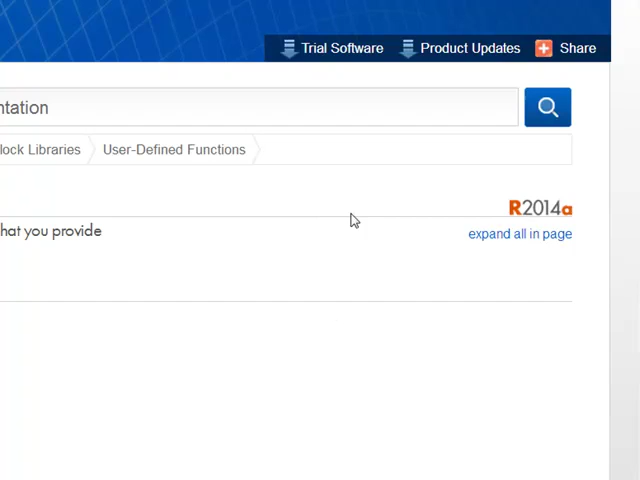 Trial Software Product Updates Share
ntation
lock Libraries User-Defined Functions
R2014a
hat you provide
expand all in page